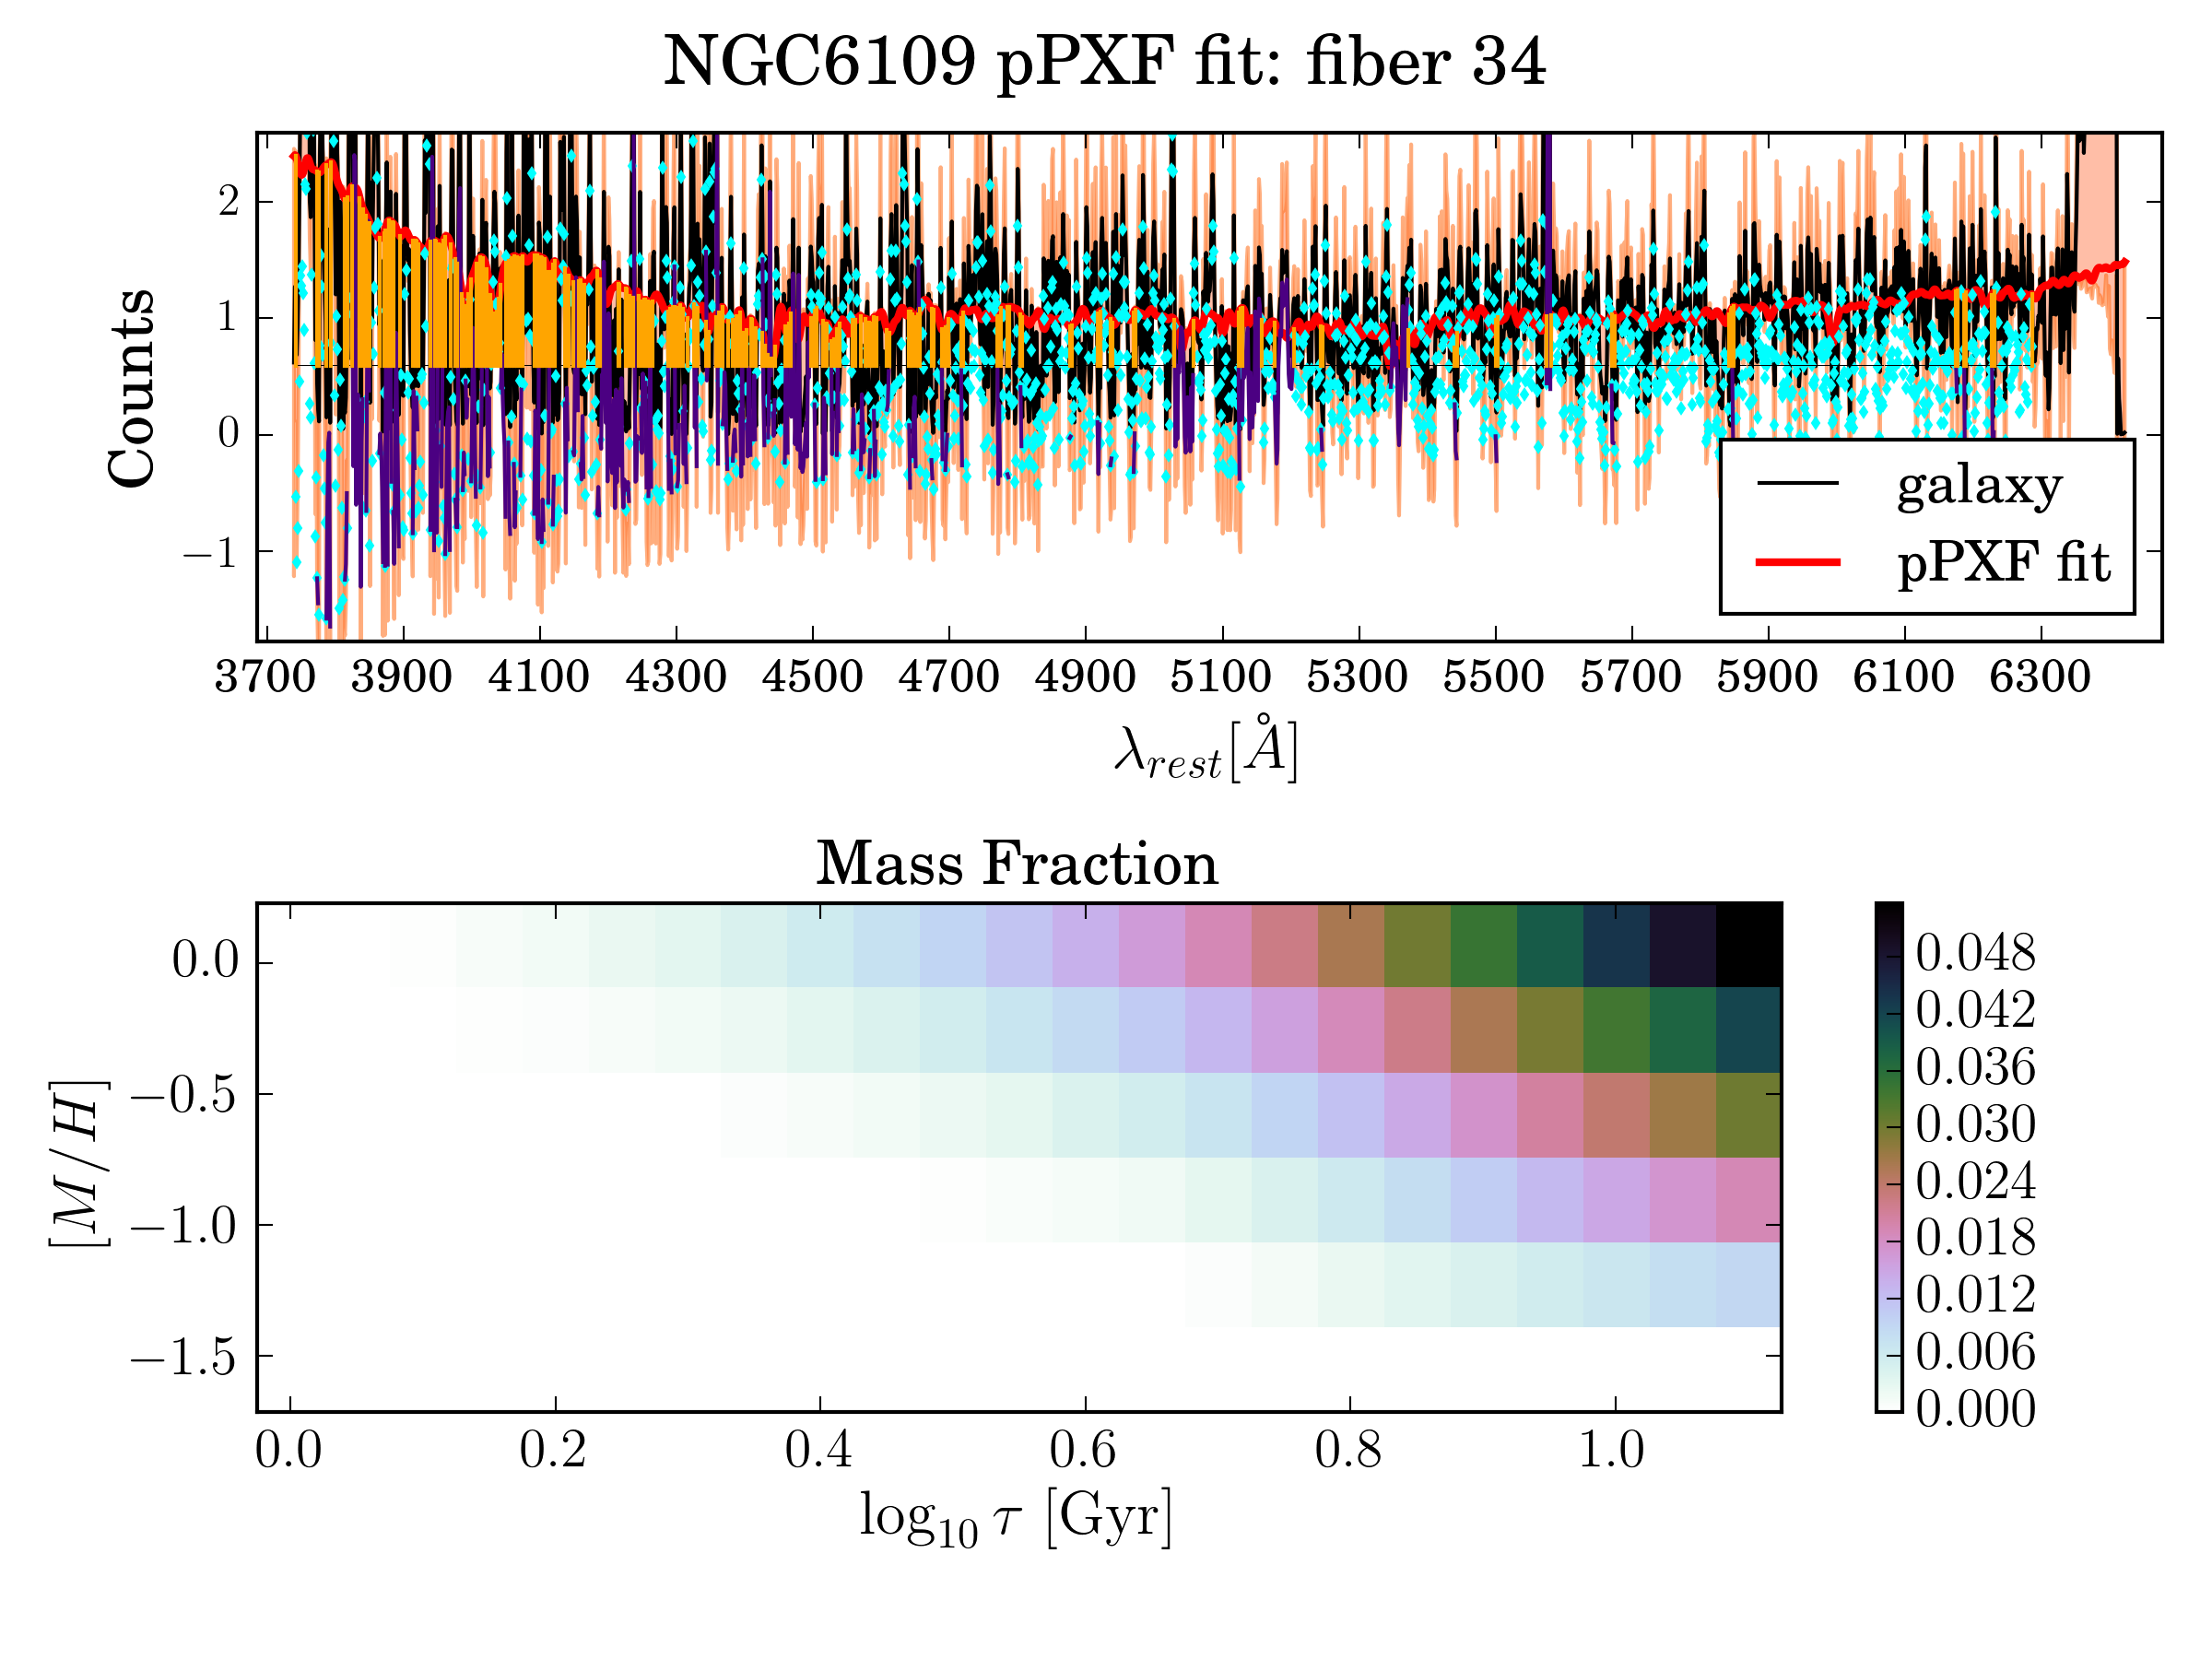 NGC6109 pPXF fit: fiber 34
Counts
2
1
0
−1
galaxy
pPXF fit
3700 3900 4100 4300 4500 4700 4900 5100 5300 5500 5700 5900 6100 6300
λrest[Å]
Mass Fraction
[M/H]
0.0
−0.5
−1.0
−1.5
0.0 0.2 0.4 0.6 0.8 1.0
log10 τ [Gyr]
0.048
0.042
0.036
0.030
0.024
0.018
0.012
0.006
0.000